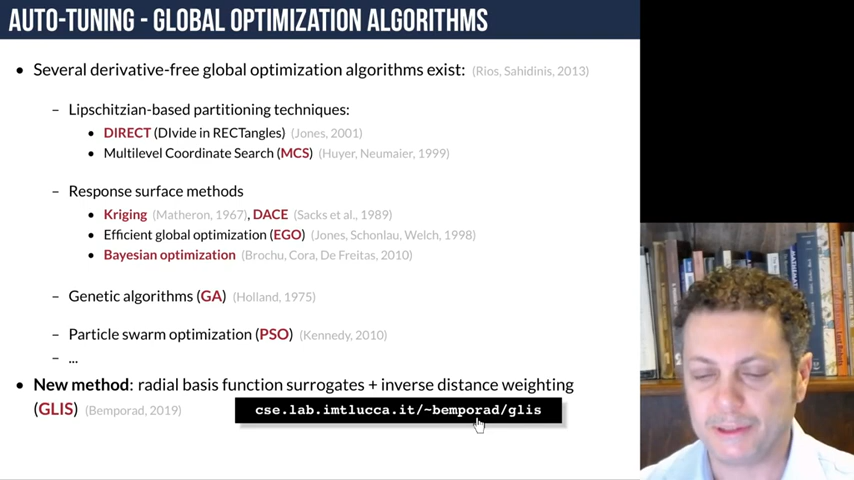 AUTO-TUNING - GLOBAL OPTIMIZATION ALGORITHMS
• Several derivative-free global optimization algorithms exist: (Rios, Sahidinis, 2013)
– Lipschitzian-based partitioning techniques:
• DIRECT (DIvide in RECTangles) (Jones, 2001)
• Multilevel Coordinate Search (MCS) (Huyer, Neumaier, 1999)
– Response surface methods
• Kriging (Matheron, 1967), DACE (Sacks et al., 1989)
• Efficient global optimization (EGO) (Jones, Schonlau, Welch, 1998)
• Bayesian optimization (Brochu, Cora, De Freitas, 2010)
– Genetic algorithms (GA) (Holland, 1975)
– Particle swarm optimization (PSO) (Kennedy, 2010)
– ...
• New method: radial basis function surrogates + inverse distance weighting
(GLIS) (Bemporad, 2019) cse.lab.imtlucca.it/~bemporad/glis